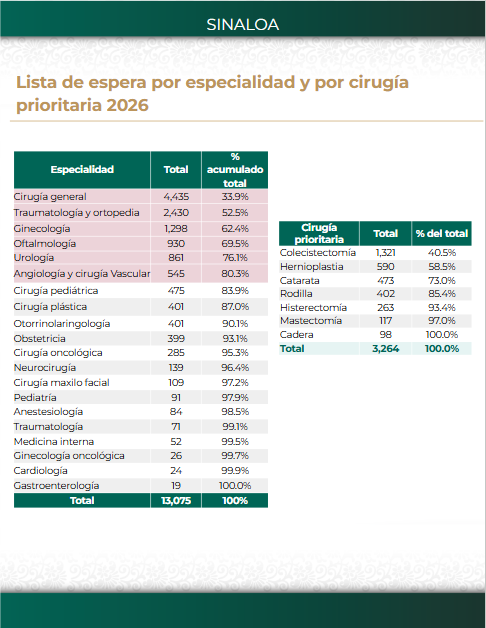 SINALOA
Lista de espera por especialidad y por cirugía
prioritaria 2026
Especialidad Total % acumulado total
Cirugía general 4,435 33.9%
Traumatología y ortopedia 2,430 52.5%
Ginecología 1,298 62.4%
Oftalmología 930 69.5%
Urología 861 76.1%
Angiología y cirugía Vascular 545 80.3%
Cirugía pediátrica 475 83.9%
Cirugía plástica 401 87.0%
Otorrinolaringología 401 90.1%
Obstetricia 399 93.1%
Cirugía oncológica 285 95.3%
Neurocirugía 139 96.4%
Cirugía maxilo facial 109 97.2%
Pediatría 91 97.9%
Anestesiología 84 98.5%
Traumatología 71 99.1%
Medicina interna 52 99.5%
Ginecología oncológica 26 99.7%
Cardiología 24 99.9%
Gastroenterología 19 100.0%
Total 13,075 100%
Cirugía prioritaria Total % del total
Colecistectomía 1,321 40.5%
Hernioplastia 590 58.5%
Catarata 473 73.0%
Rodilla 402 85.4%
Histerectomía 263 93.4%
Mastectomía 117 97.0%
Cadera 98 100.0%
Total 3,264 100.0%